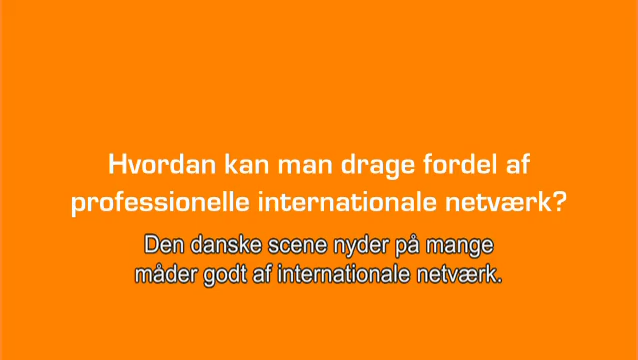 Hvordan kan man drage fordel af
professionelle internationale netværk?
Den danske scene nyder på mange
måder godt af internationale netværk.